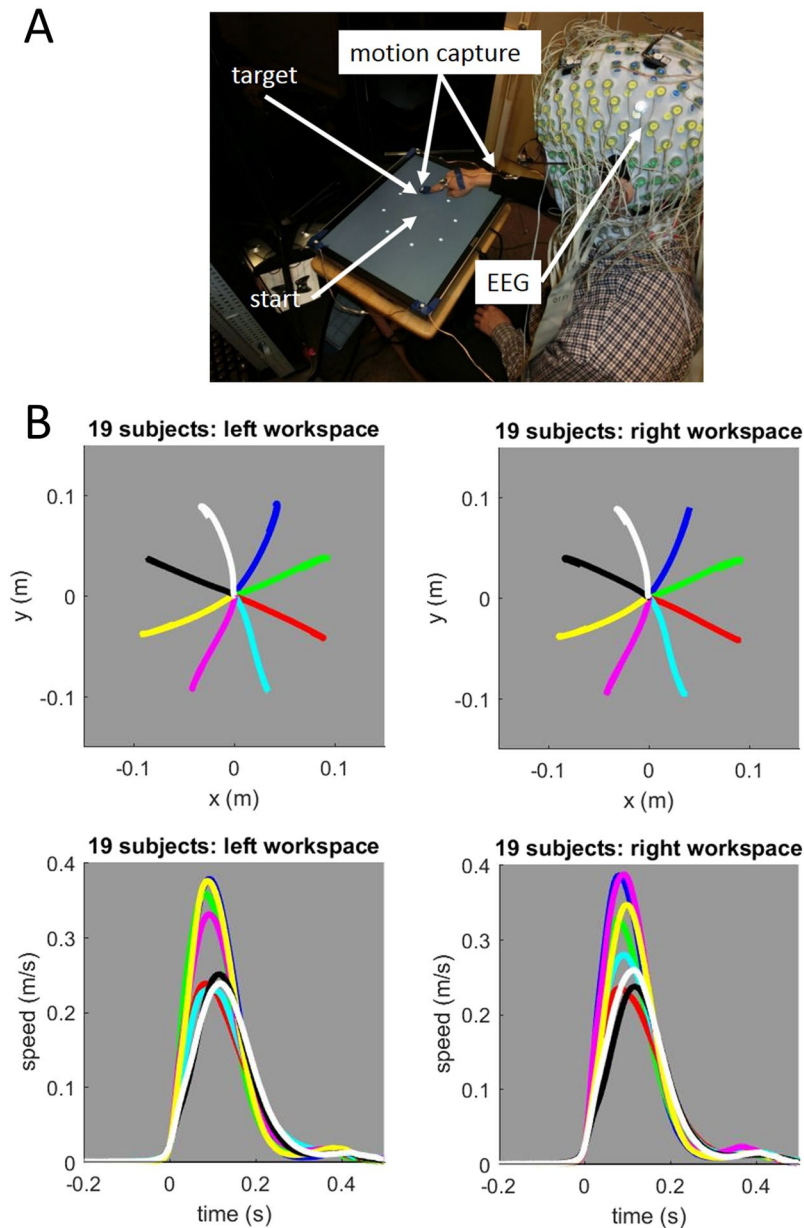 A
target
motion capture
start
EEG
B
19 subjects: left workspace
0.1
0
-0.1
y (m)
-0.1
0
0.1
x (m)
19 subjects: right workspace
0.1
0
-0.1
y (m)
-0.1
0
0.1
x (m)
19 subjects: left workspace
0.4
0.3
0.2
0.1
0
speed (m/s)
-0.2
0
0.2
0.4
time (s)
19 subjects: right workspace
0.4
0.3
0.2
0.1
0
speed (m/s)
-0.2
0
0.2
0.4
time (s)